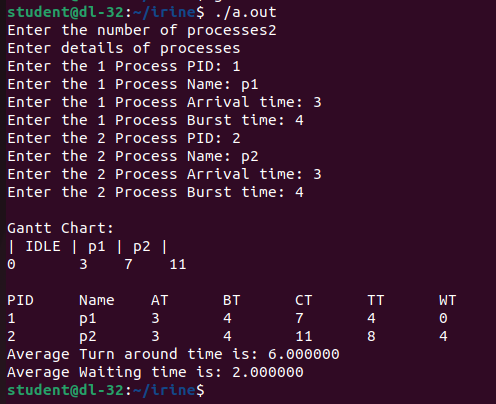 student@dl-32:~/irine$ ./a.out
Enter the number of processes2
Enter details of processes
Enter the 1 Process PID: 1
Enter the 1 Process Name: p1
Enter the 1 Process Arrival time: 3
Enter the 1 Process Burst time: 4
Enter the 2 Process PID: 2
Enter the 2 Process Name: p2
Enter the 2 Process Arrival time: 3
Enter the 2 Process Burst time: 4

Gantt Chart:
| IDLE | p1 | p2 |
0        3    7     11

PID      Name     AT       BT       CT       TT       WT
1        p1       3        4        7        4        0
2        p2       3        4        11       8        4
Average Turn around time is: 6.000000
Average Waiting time is: 2.000000
student@dl-32:~/irine$